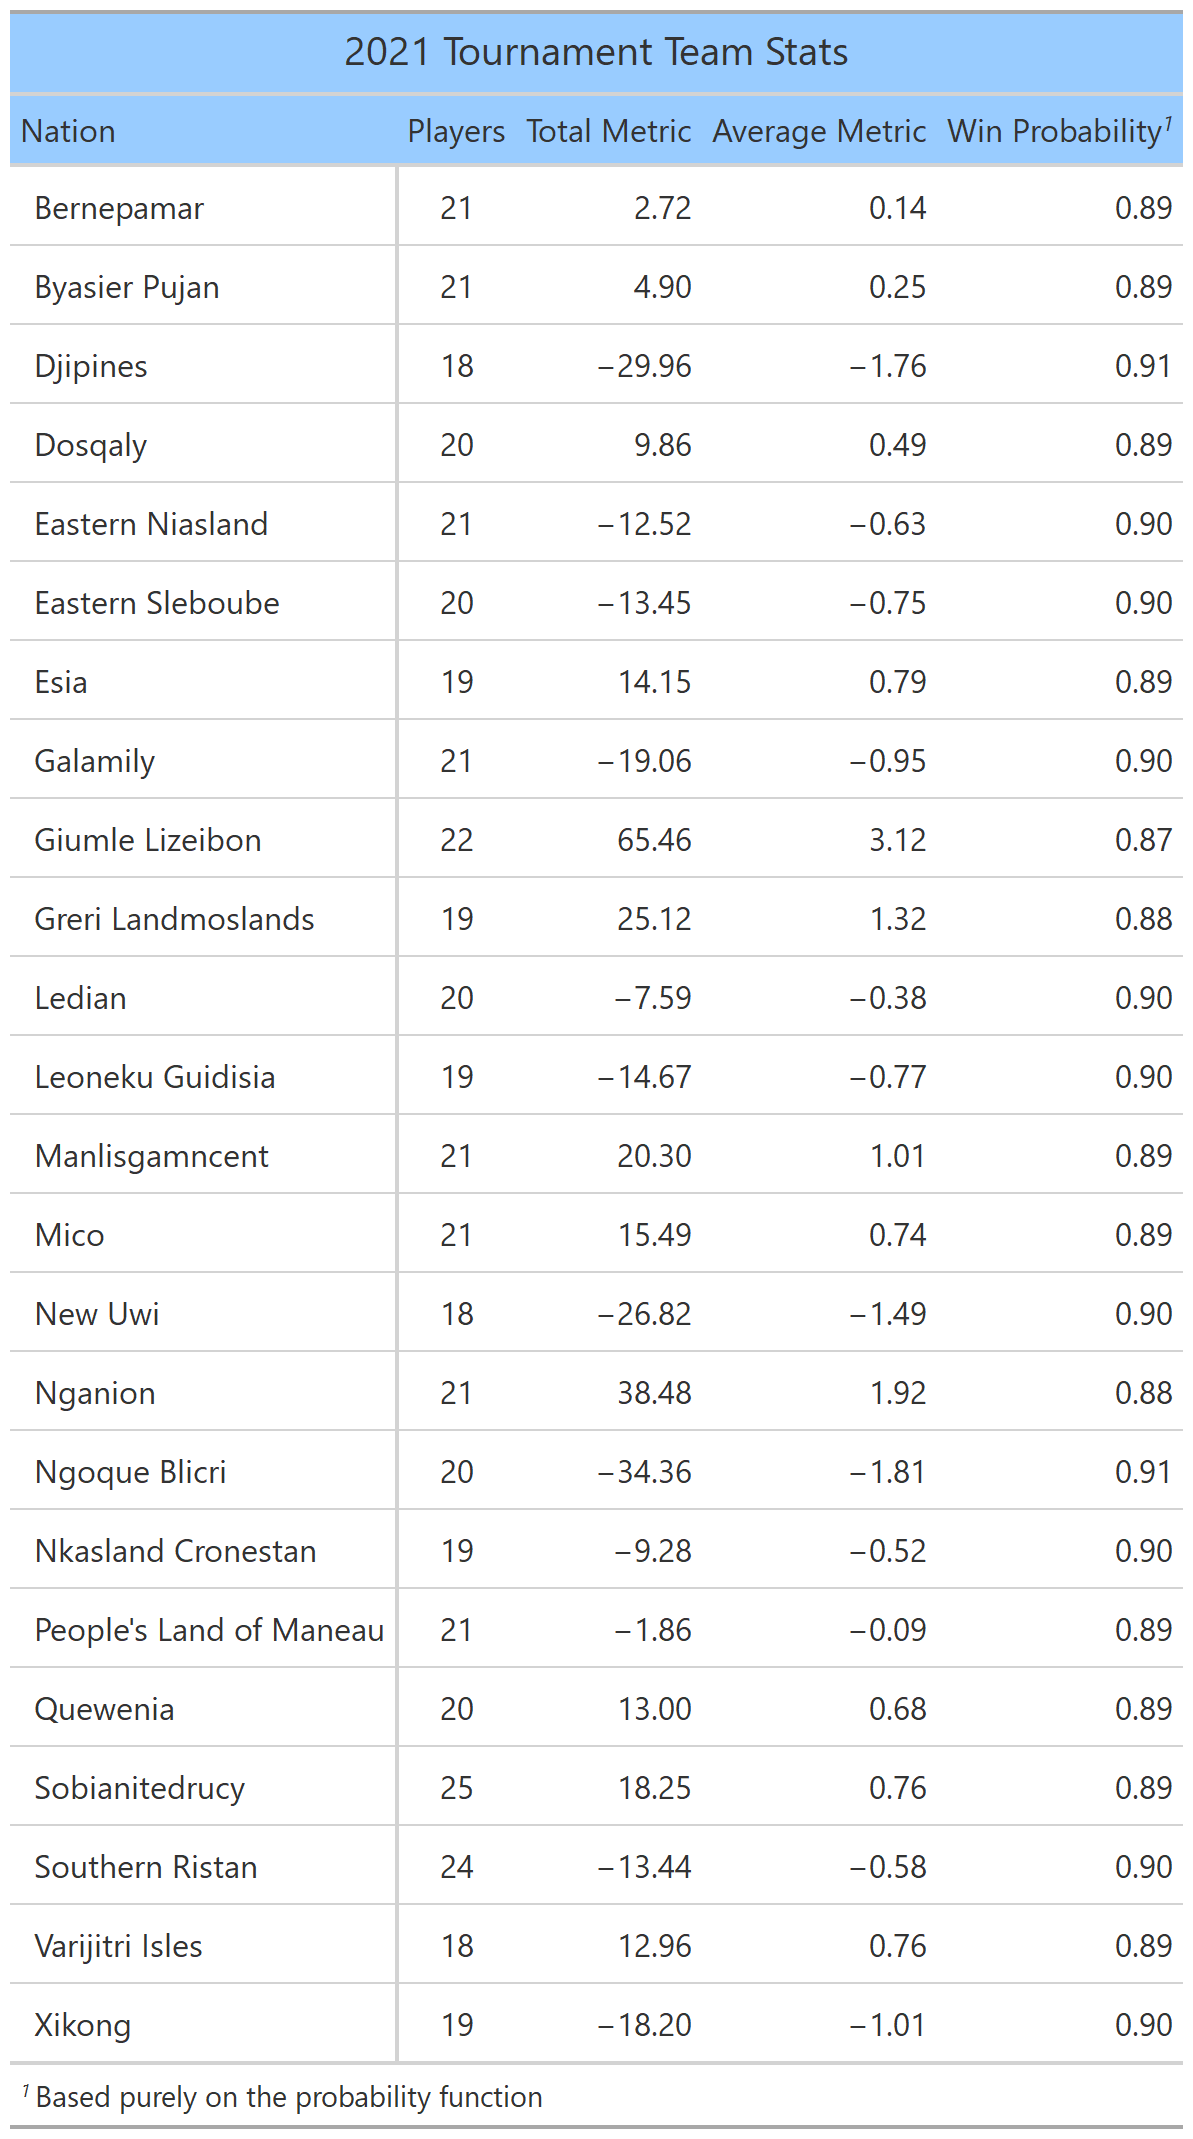 2021 Tournament Team Stats
Nation Players Total Metric Average Metric Win Probability¹
Bernepamar 21 2.72 0.14 0.89
Byasier Pujan 21 4.90 0.25 0.89
Djipines 18 −29.96 −1.76 0.91
Dosqaly 20 9.86 0.49 0.89
Eastern Niasland 21 −12.52 −0.63 0.90
Eastern Sleboube 20 −13.45 −0.75 0.90
Esia 19 14.15 0.79 0.89
Galamily 21 −19.06 −0.95 0.90
Giumle Lizeibon 22 65.46 3.12 0.87
Greri Landmoslands 19 25.12 1.32 0.88
Ledian 20 −7.59 −0.38 0.90
Leoneku Guidisia 19 −14.67 −0.77 0.90
Manlisgamncent 21 20.30 1.01 0.89
Mico 21 15.49 0.74 0.89
New Uwi 18 −26.82 −1.49 0.90
Nganion 21 38.48 1.92 0.88
Ngoque Blicri 20 −34.36 −1.81 0.91
Nkasland Cronestan 19 −9.28 −0.52 0.90
People's Land of Maneau 21 −1.86 −0.09 0.89
Quewenia 20 13.00 0.68 0.89
Sobianitedrucy 25 18.25 0.76 0.89
Southern Ristan 24 −13.44 −0.58 0.90
Varijitri Isles 18 12.96 0.76 0.89
Xikong 19 −18.20 −1.01 0.90
¹ Based purely on the probability function